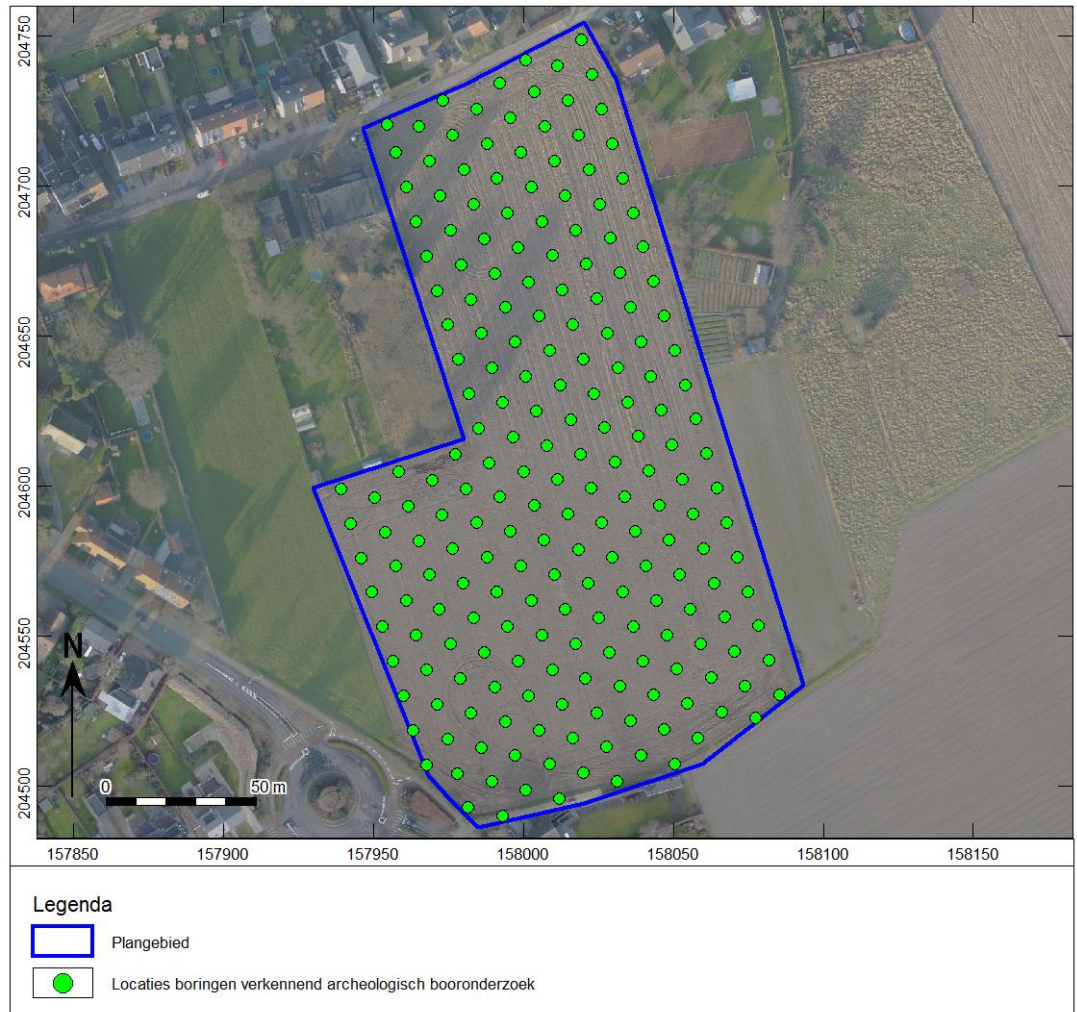 204750
204700
204650
204600
204550
204500
N
0
50 m
157850
157900
157950
158000
158050
158100
158150
Legenda
Plangebied
Locaties boringen verkennend archeologisch booronderzoek